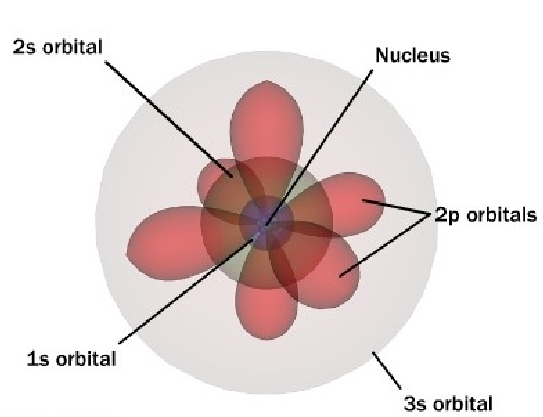 2s orbital
Nucleus
2p orbitals
1s orbital
3s orbital